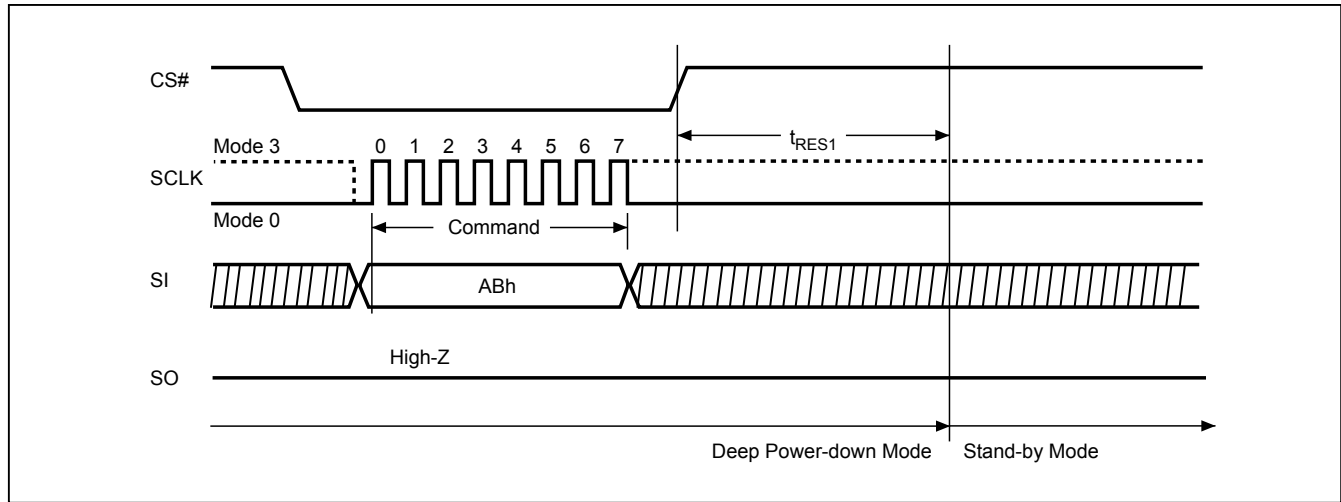 CS#
Mode 3
0 1 2 3 4 5 6 7
tRES1
SCLK
Mode 0
Command
SI
ABh
High-Z
SO
Deep Power-down Mode
Stand-by Mode